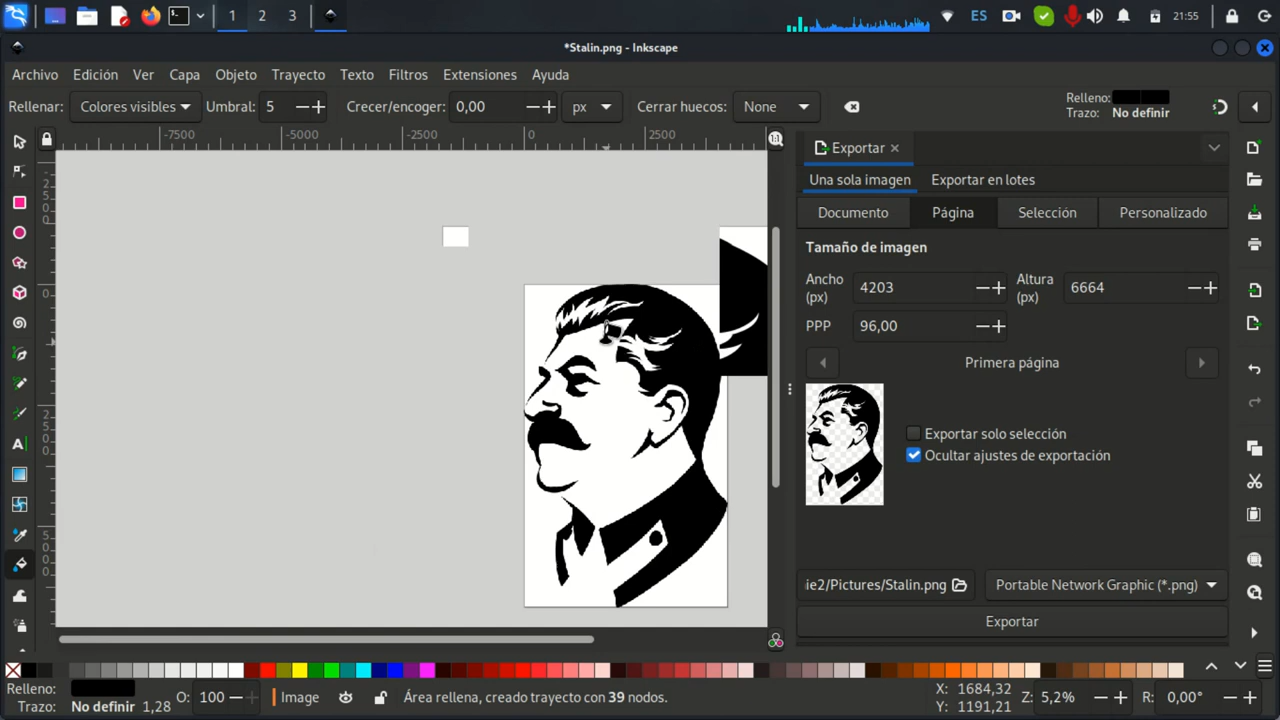 1 2 3 ES 21:55
*Stalin.png - Inkscape
Archivo Edición Ver Capa Objeto Trayecto Texto Filtros Extensiones Ayuda
Rellenar: Colores visibles Umbral: 5 Crecer/encoger: 0,00 px Cerrar huecos: None Relleno:
Trazo: No definir
-7500 -5000 -2500 0 2500 1:1
Exportar
Una sola imagen Exportar en lotes
Documento Página Selección Personalizado
Tamaño de imagen
Ancho (px) 4203 Altura (px) 6664
PPP 96,00
Primera página
Exportar solo selección
Ocultar ajustes de exportación
ie2/Pictures/Stalin.png Portable Network Graphic (*.png)
Exportar
Relleno: O: 100 Image Área rellena, creado trayecto con 39 nodos. X: 1684,32 Z: 5,2% R: 0,00°
Trazo: No definir 1,28 Y: 1191,21